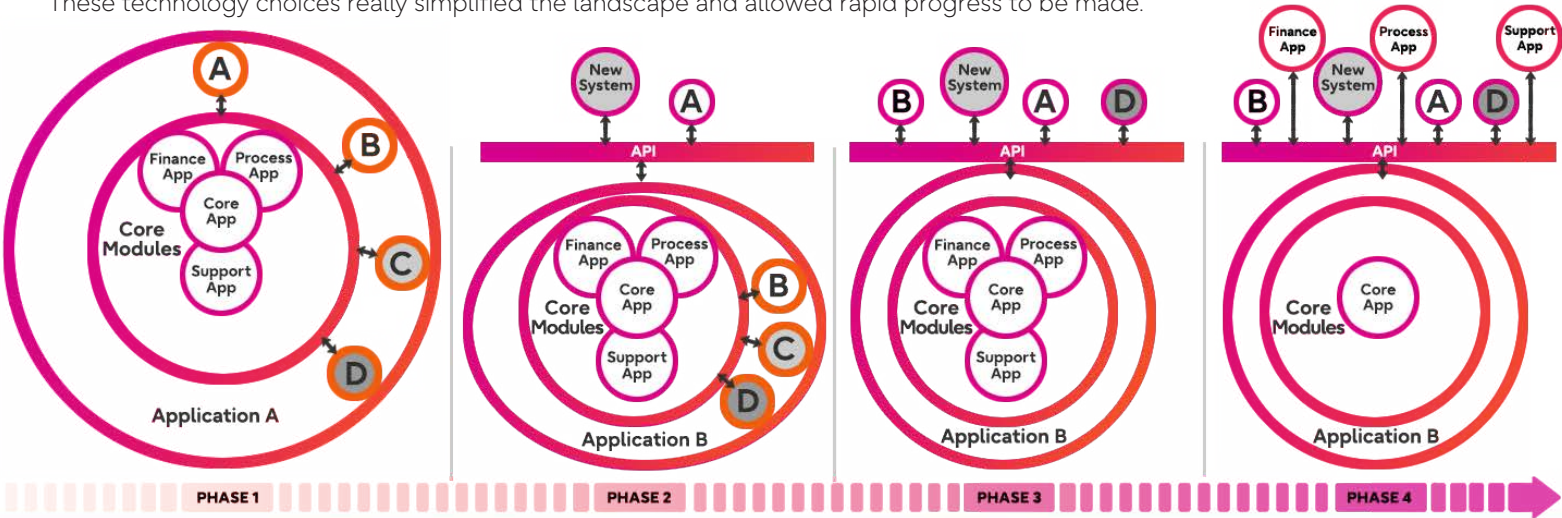 These technology choices really simplified the landscape and allowed rapid progress to be made.
A
B
C
D
Finance
App
Process
App
Core
App
Support
App
Core
Modules
Application A
PHASE 1
New
System
A
API
Finance
App
Process
App
Core
App
Support
App
Core
Modules
B
C
D
Application B
PHASE 2
B
New
System
A
D
API
Finance
App
Process
App
Core
App
Support
App
Core
Modules
Application B
PHASE 3
B
Finance
App
New
System
Process
App
A
D
Support
App
API
Core
App
Core
Modules
Application B
PHASE 4